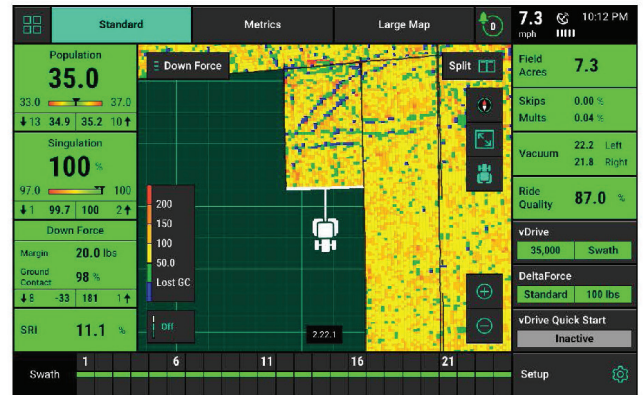 Standard
Metrics
Large Map
0
7.3
mph
10:12 PM
Population
35.0
33.0 37.0
13 34.9 35.2 10
Singulation
100 %
97.0 100
1 99.7 100 2
Down Force
Margin 20.0 lbs
Ground Contact 98 %
8 -33 181 1
SRI 11.1 %
Down Force
Split
200
150
100
50.0
Lost GC
Off
2.22.1
Field Acres 7.3
Skips 0.00 %
Mults 0.04 %
Vacuum 22.2 Left
21.8 Right
Ride Quality 87.0 %
vDrive
35,000 Swath
DeltaForce
Standard 100 lbs
vDrive Quick Start
Inactive
Swath 1 6 11 16 21
Setup